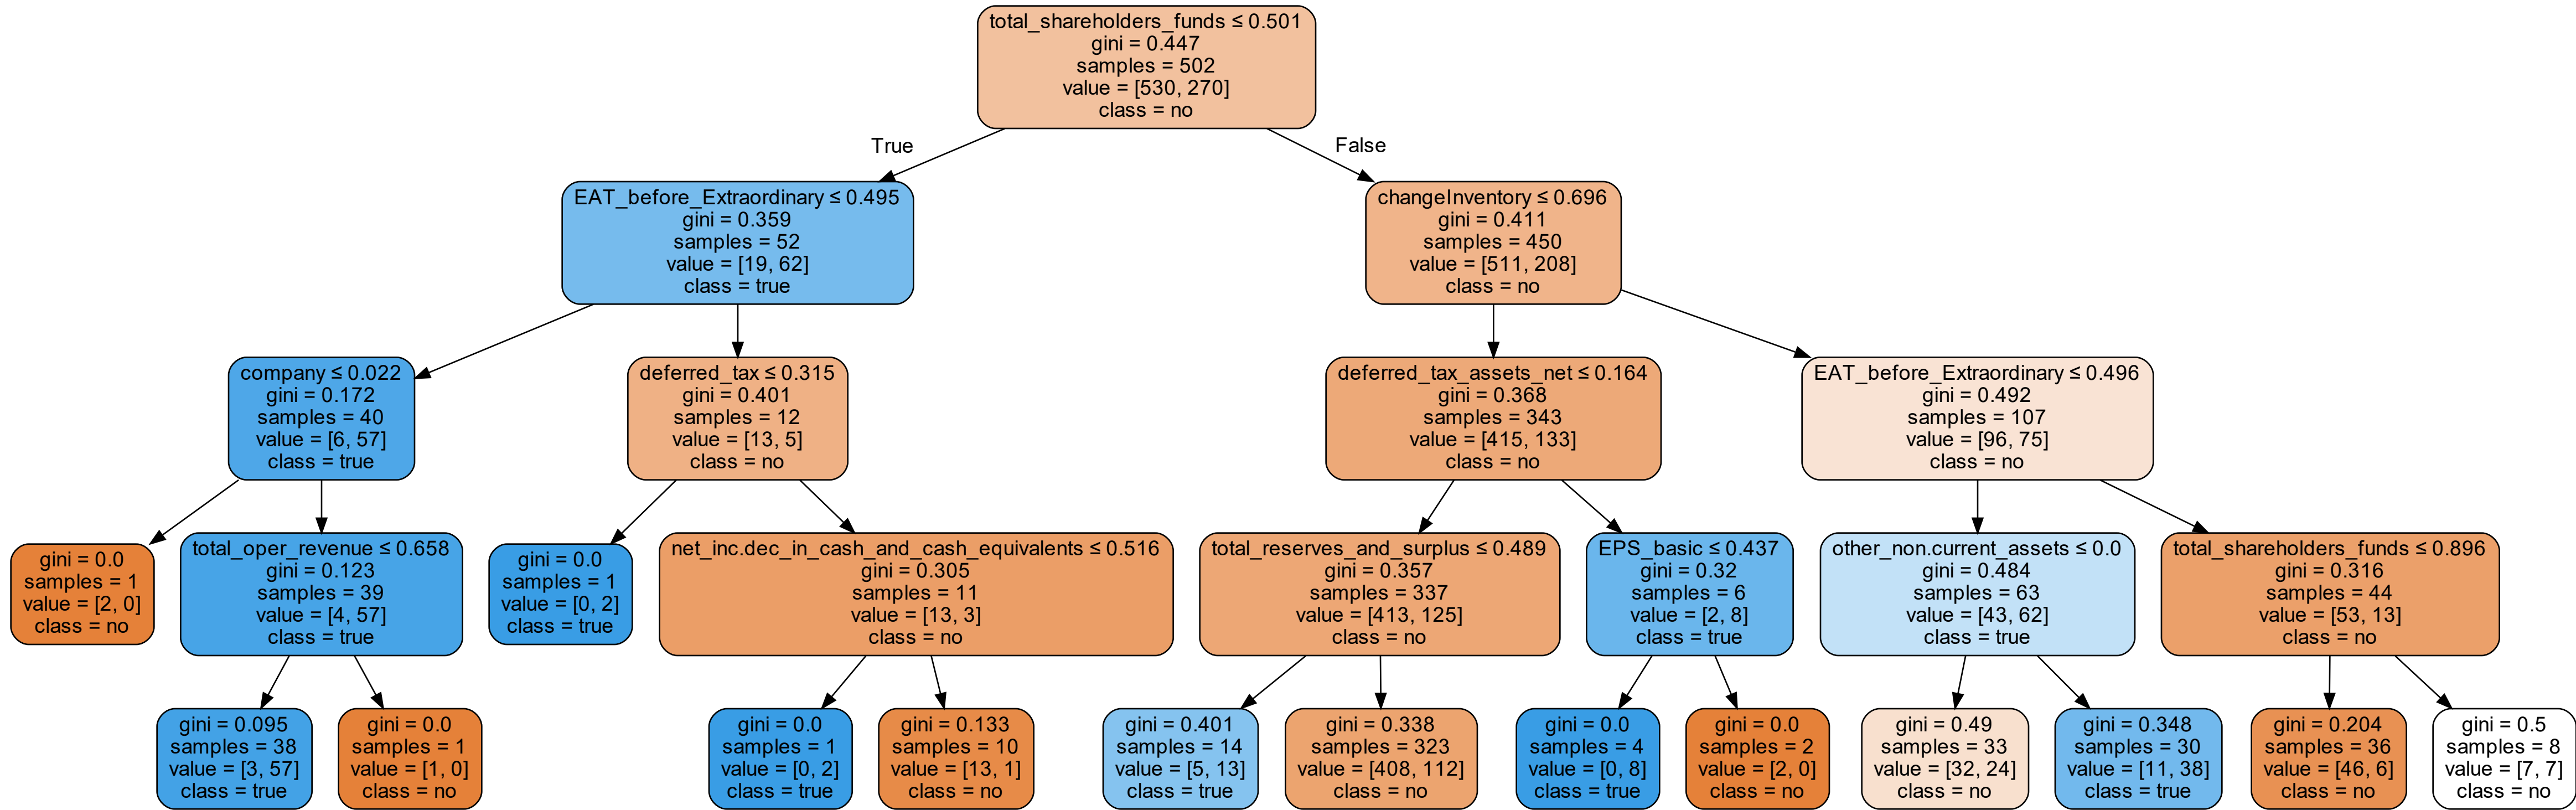 total_shareholders_funds ≤ 0.501
gini = 0.447
samples = 502
value = [530, 270]
class = no
True
False
EAT_before_Extraordinary ≤ 0.495
gini = 0.359
samples = 52
value = [19, 62]
class = true
changeInventory ≤ 0.696
gini = 0.411
samples = 450
value = [511, 208]
class = no
company ≤ 0.022
gini = 0.172
samples = 40
value = [6, 57]
class = true
deferred_tax ≤ 0.315
gini = 0.401
samples = 12
value = [13, 5]
class = no
deferred_tax_assets_net ≤ 0.164
gini = 0.368
samples = 343
value = [415, 133]
class = no
EAT_before_Extraordinary ≤ 0.496
gini = 0.492
samples = 107
value = [96, 75]
class = no
gini = 0.0
samples = 1
value = [2, 0]
class = no
total_oper_revenue ≤ 0.658
gini = 0.123
samples = 39
value = [4, 57]
class = true
gini = 0.0
samples = 1
value = [0, 2]
class = true
net_inc.dec_in_cash_and_cash_equivalents ≤ 0.516
gini = 0.305
samples = 11
value = [13, 3]
class = no
total_reserves_and_surplus ≤ 0.489
gini = 0.357
samples = 337
value = [413, 125]
class = no
EPS_basic ≤ 0.437
gini = 0.32
samples = 6
value = [2, 8]
class = true
other_non.current_assets ≤ 0.0
gini = 0.484
samples = 63
value = [43, 62]
class = true
total_shareholders_funds ≤ 0.896
gini = 0.316
samples = 44
value = [53, 13]
class = no
gini = 0.095
samples = 38
value = [3, 57]
class = true
gini = 0.0
samples = 1
value = [1, 0]
class = no
gini = 0.0
samples = 1
value = [0, 2]
class = true
gini = 0.133
samples = 10
value = [13, 1]
class = no
gini = 0.401
samples = 14
value = [5, 13]
class = true
gini = 0.338
samples = 323
value = [408, 112]
class = no
gini = 0.0
samples = 4
value = [0, 8]
class = true
gini = 0.0
samples = 2
value = [2, 0]
class = no
gini = 0.49
samples = 33
value = [32, 24]
class = no
gini = 0.348
samples = 30
value = [11, 38]
class = true
gini = 0.204
samples = 36
value = [46, 6]
class = no
gini = 0.5
samples = 8
value = [7, 7]
class = no